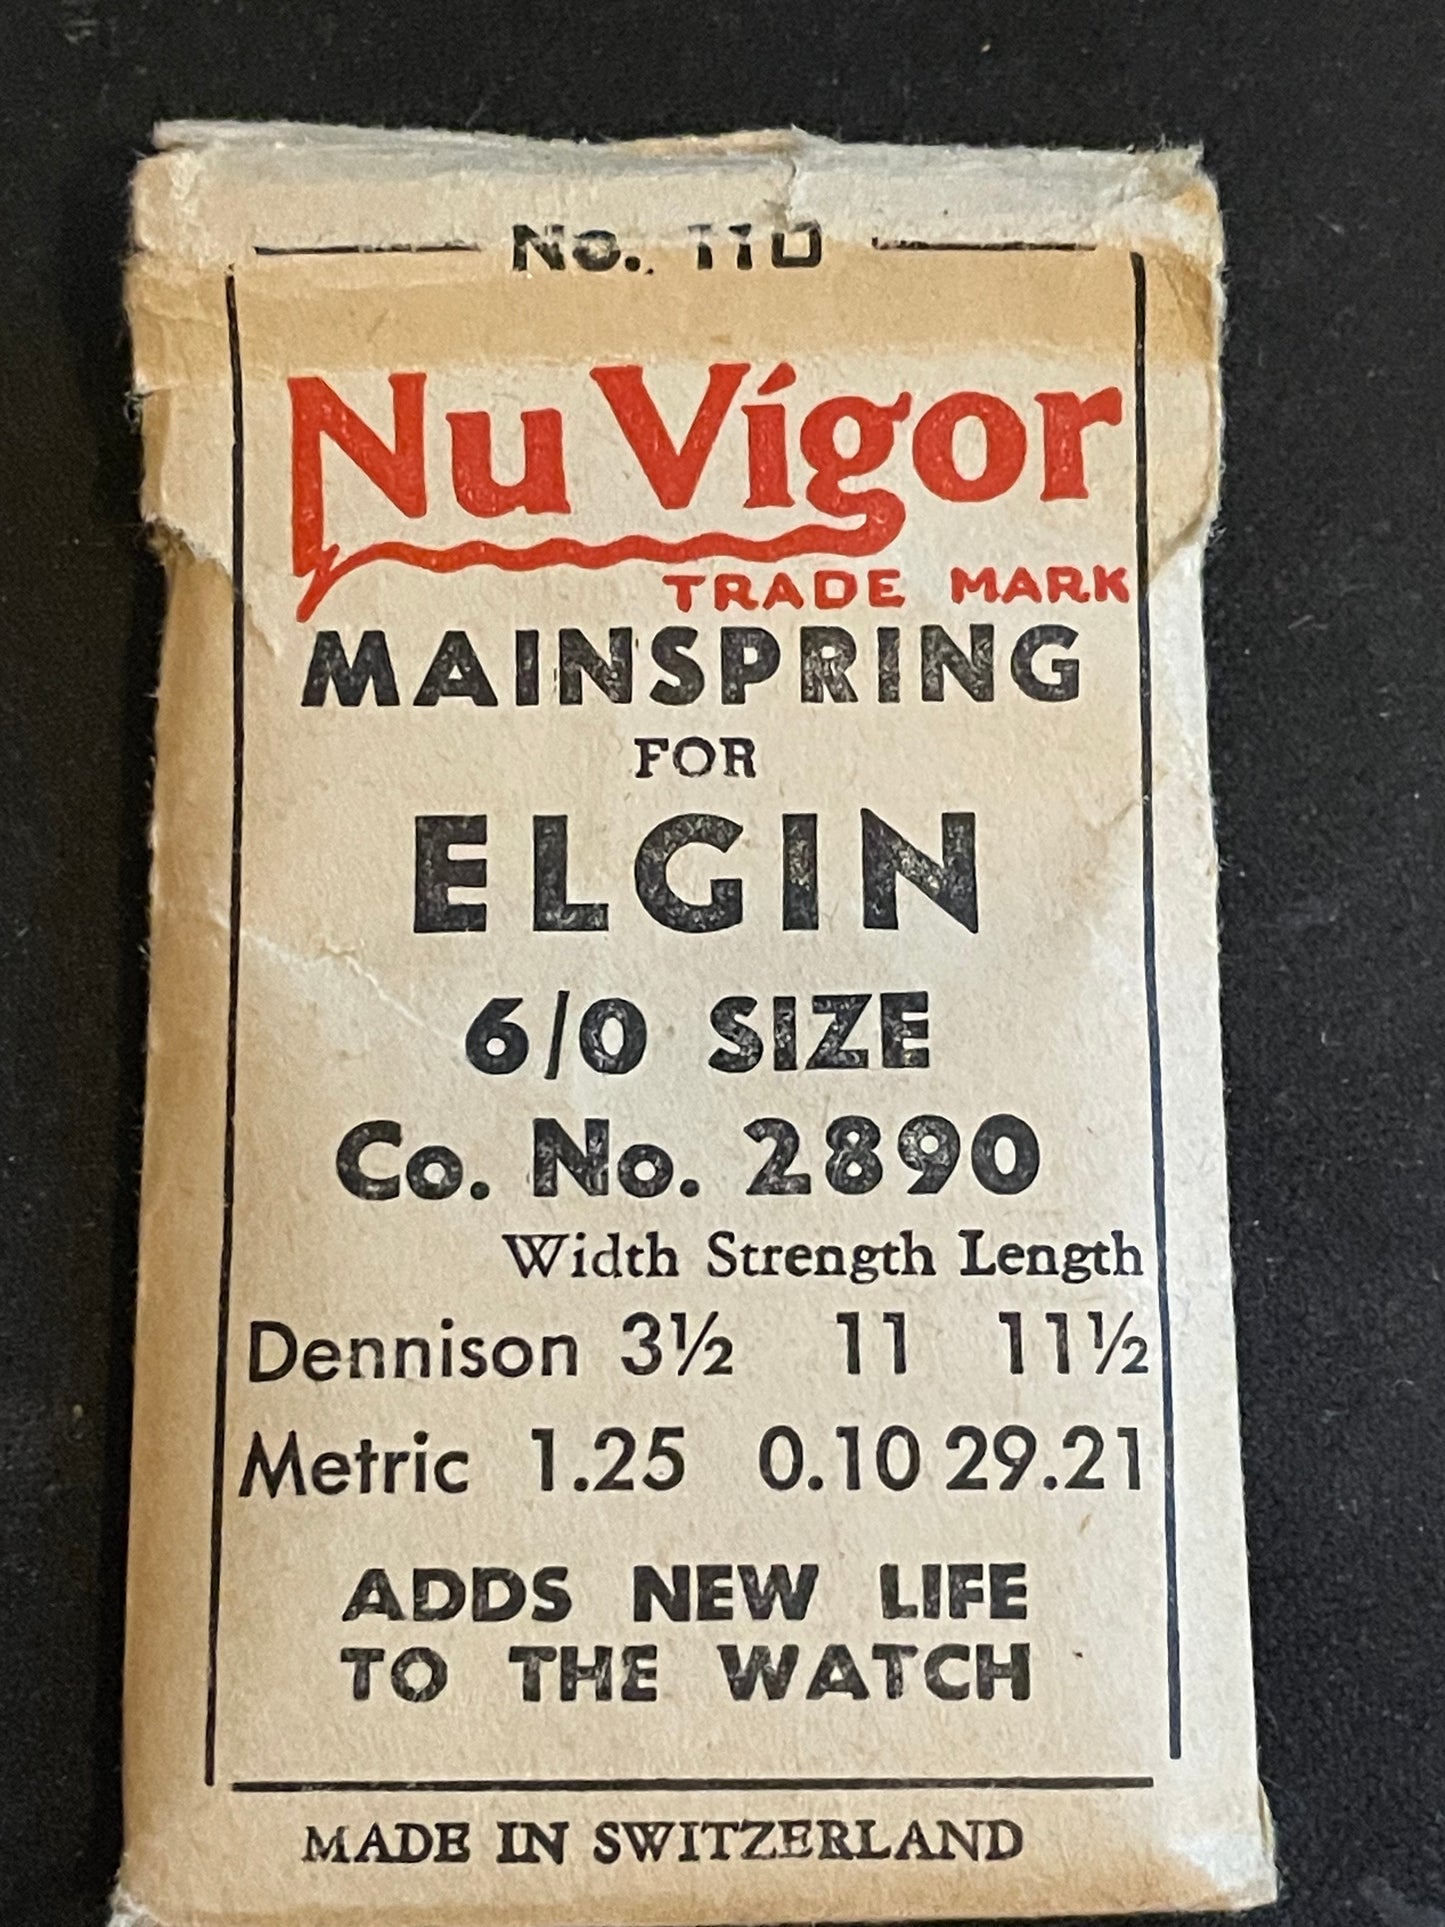 No. 110
Nu Vigor
TRADE MARK
MAINSPRING
FOR
ELGIN
6/0 SIZE
Co. No. 2890
Width Strength Length
Dennison 3½ 11 11½
Metric 1.25 0.10 29.21
ADDS NEW LIFE
TO THE WATCH
MADE IN SWITZERLAND